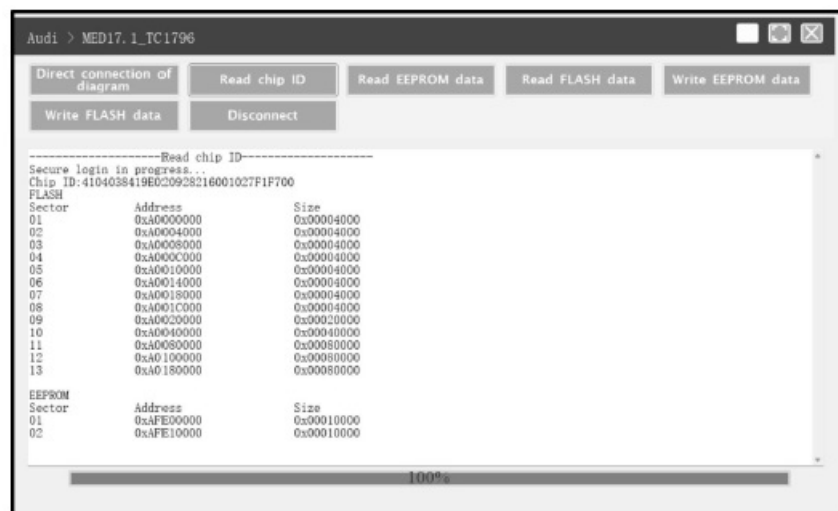 Audi > MED17.1_TC1796
Direct connection of diagram
Read chip ID
Read EEPROM data
Read FLASH data
Write EEPROM data
Write FLASH data
Disconnect
--------------------Read chip ID--------------------
Secure login in progress...
Chip ID:4104038419E020928216001027F1F700
FLASH
Sector Address Size
01 0xA0000000 0x00004000
02 0xA0004000 0x00004000
03 0xA0008000 0x00004000
04 0xA000C000 0x00004000
05 0xA0010000 0x00004000
06 0xA0014000 0x00004000
07 0xA0018000 0x00004000
08 0xA001C000 0x00004000
09 0xA0020000 0x00020000
10 0xA0040000 0x00040000
11 0xA0080000 0x00080000
12 0xA0100000 0x00080000
13 0xA0180000 0x00080000
EEPROM
Sector Address Size
01 0xAFE00000 0x00010000
02 0xAFE10000 0x00010000
100%